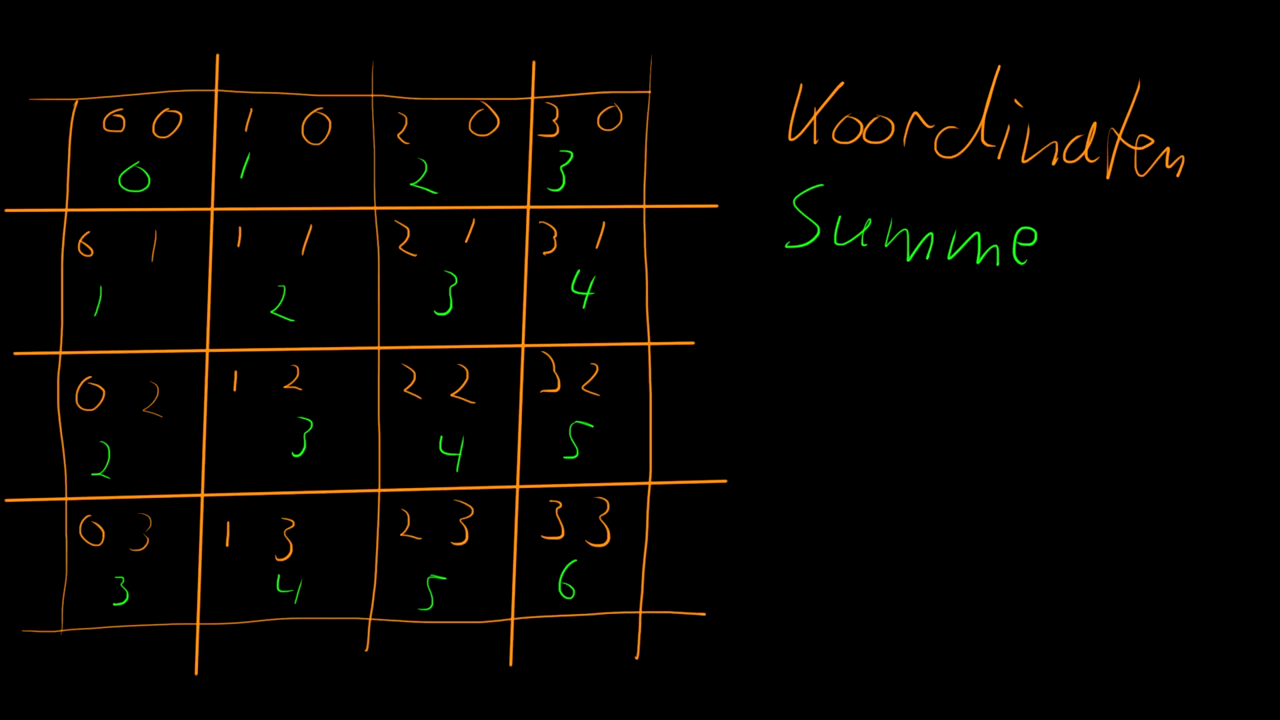 0 0 1 0 2 0 3 0
0 1 2 3
0 1 1 1 2 1 3 1
1 2 3 4
0 2 1 2 2 2 3 2
2 3 4 5
0 3 1 3 2 3 3 3
3 4 5 6
Koordinaten
Summe